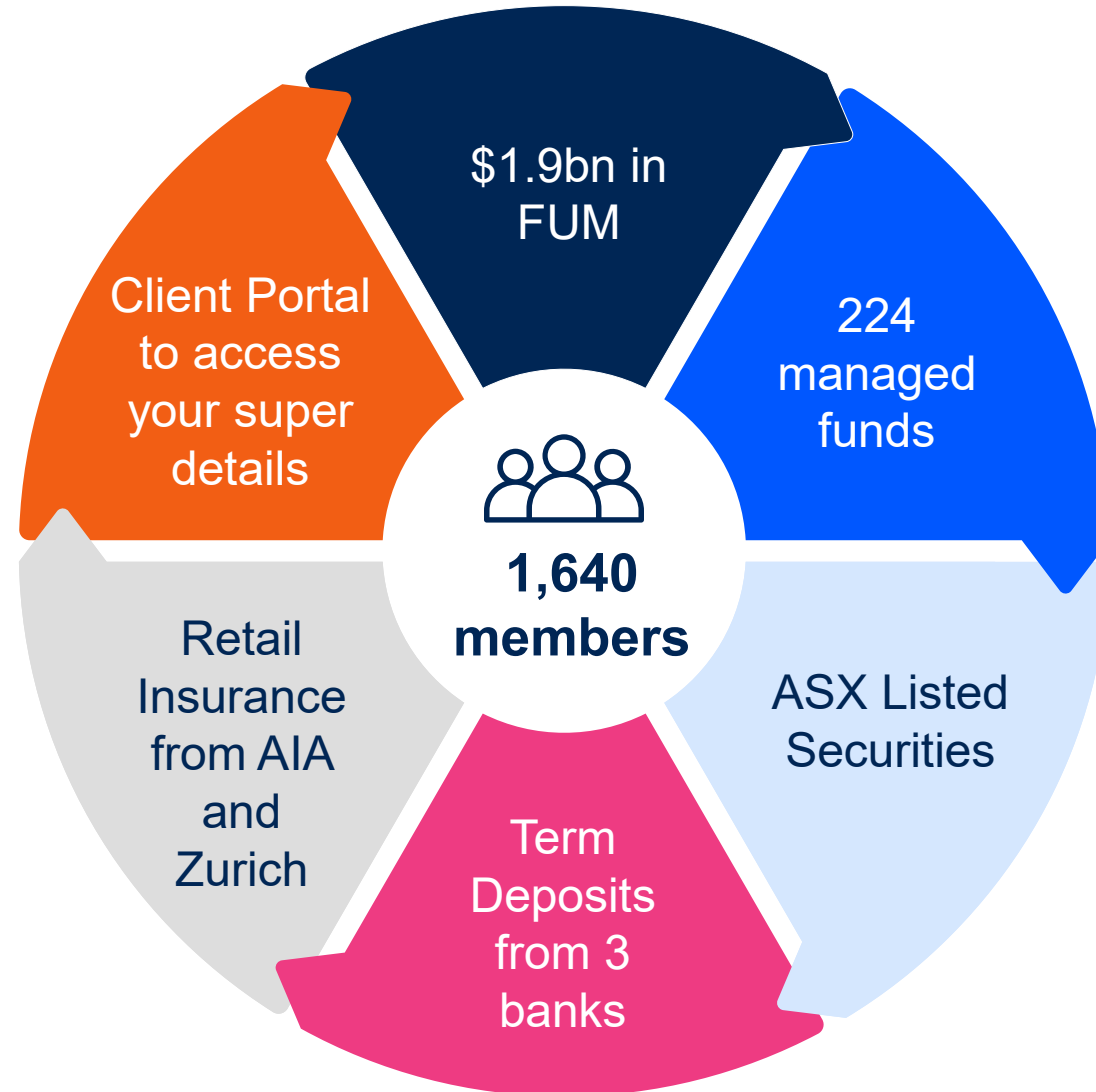 $1.9bn in
FUM
224
managed
funds
ASX Listed
Securities
Term
Deposits
from 3
banks
Retail
Insurance
from AIA
and
Zurich
Client Portal
to access
your super
details
1,640
members